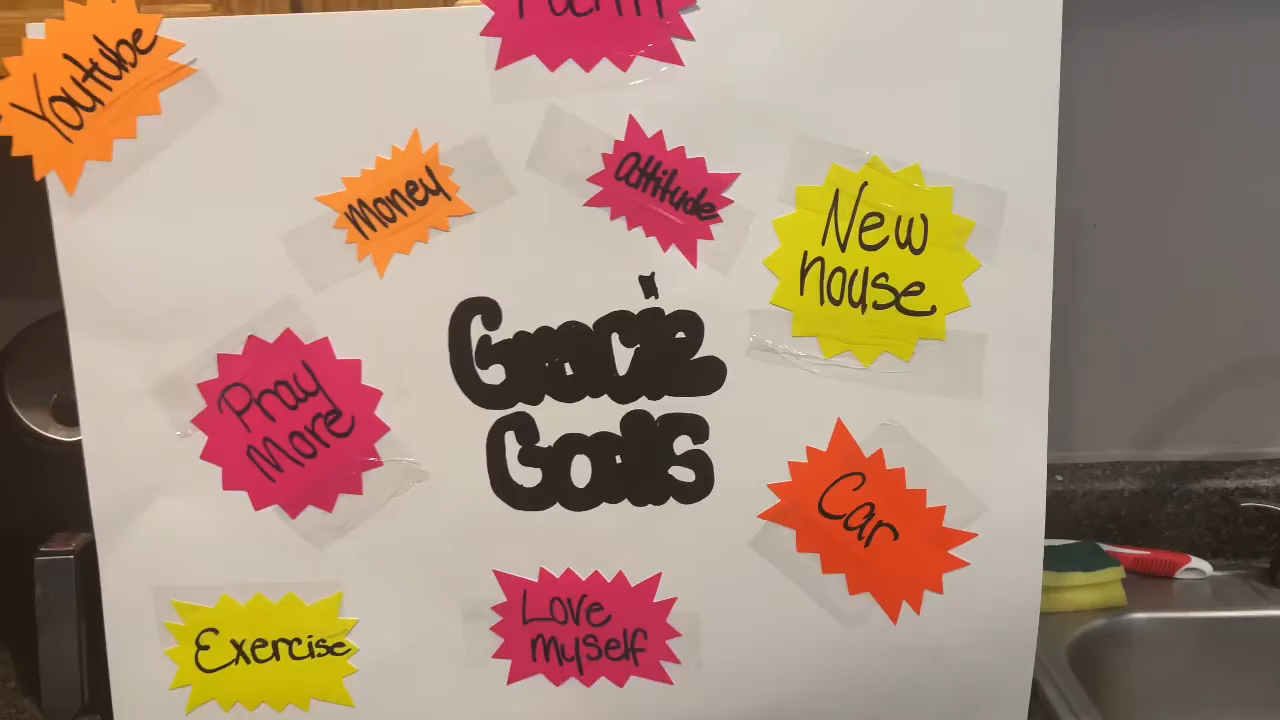 Youtube
money
attitude
New
house
Gracie
Goals
Pray
More
Car
Exercise
Love
myself